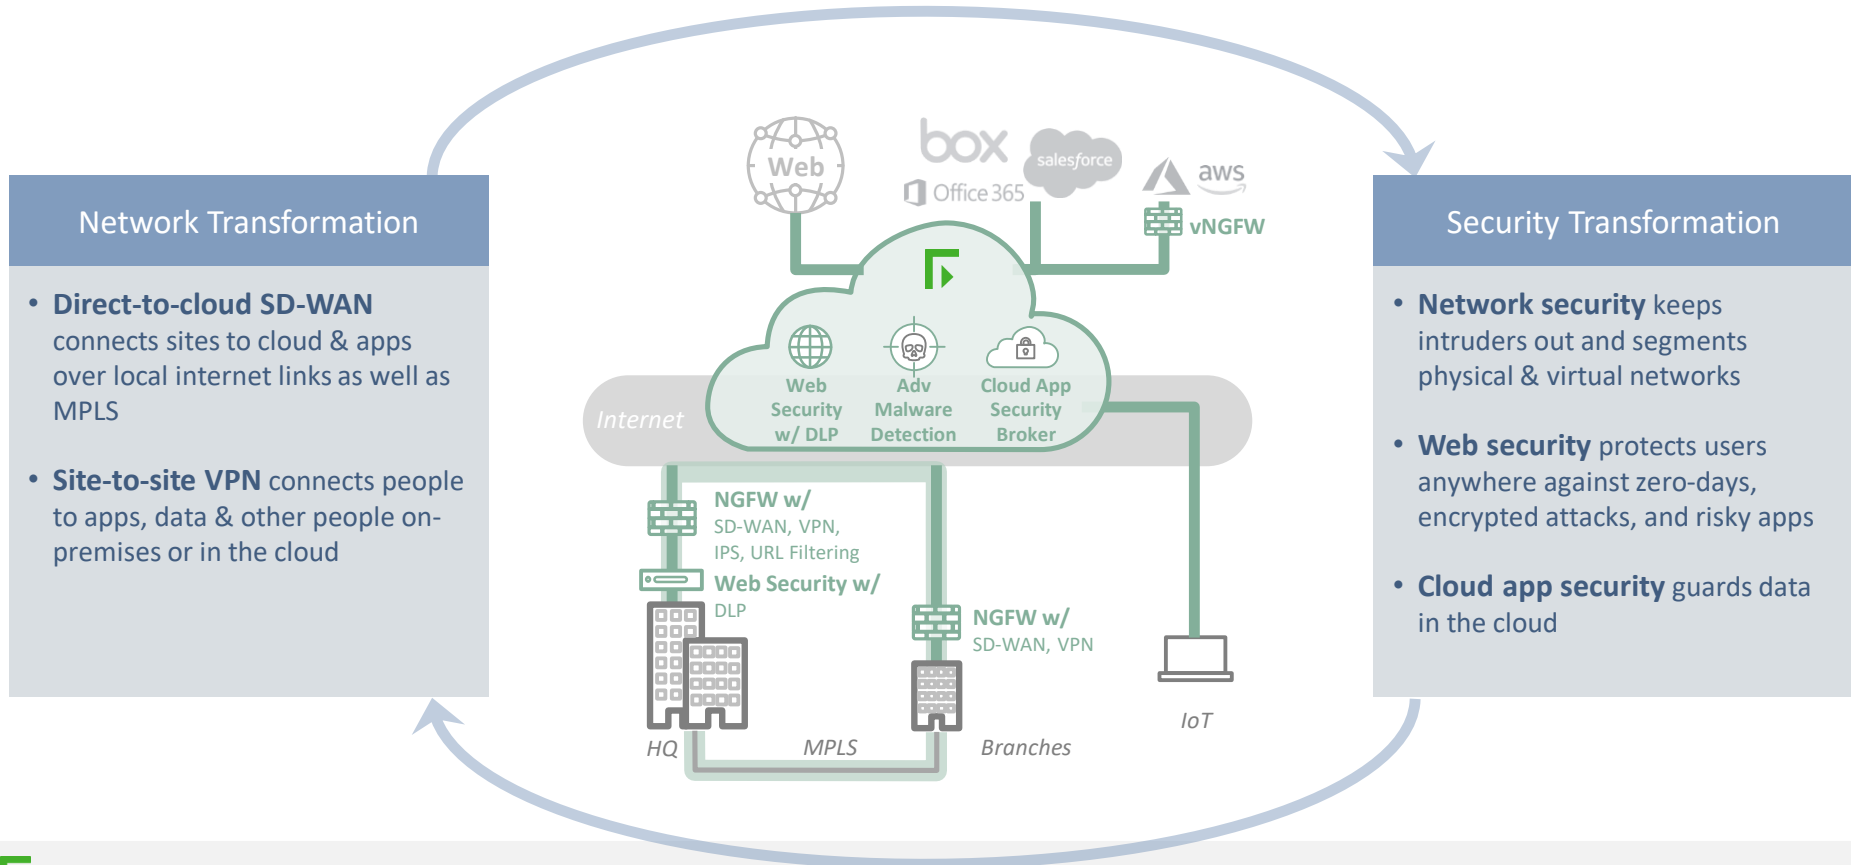 Network Transformation
• Direct-to-cloud SD-WAN
connects sites to cloud & apps
over local internet links as well as
MPLS
• Site-to-site VPN connects people
to apps, data & other people on-
premises or in the cloud
Web
box
Office 365
salesforce
aws
vNGFW
Internet
Web
Security
w/ DLP
Adv
Malware
Detection
Cloud App
Security
Broker
NGFW w/
SD-WAN, VPN,
IPS, URL Filtering
Web Security w/
DLP
NGFW w/
SD-WAN, VPN
HQ
MPLS
Branches
IoT
Security Transformation
• Network security keeps
intruders out and segments
physical & virtual networks
• Web security protects users
anywhere against zero-days,
encrypted attacks, and risky apps
• Cloud app security guards data
in the cloud